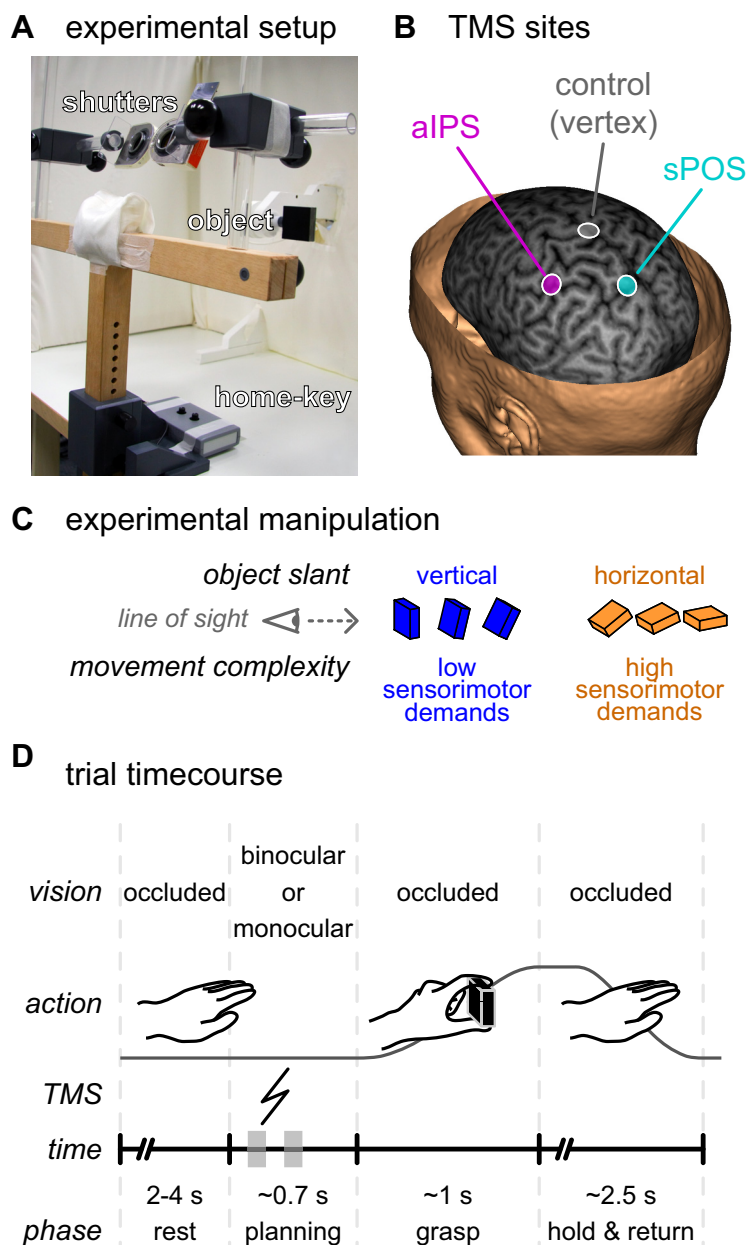 A experimental setup
shutters
object
home-key
B TMS sites
control
(vertex)
aIPS
sPOS
C experimental manipulation
object slant
vertical
horizontal
line of sight
movement complexity
low
sensorimotor
demands
high
sensorimotor
demands
D trial timecourse
vision
occluded
binocular
or
monocular
occluded
occluded
action
TMS
time
2-4 s
~0.7 s
~1 s
~2.5 s
phase
rest
planning
grasp
hold & return